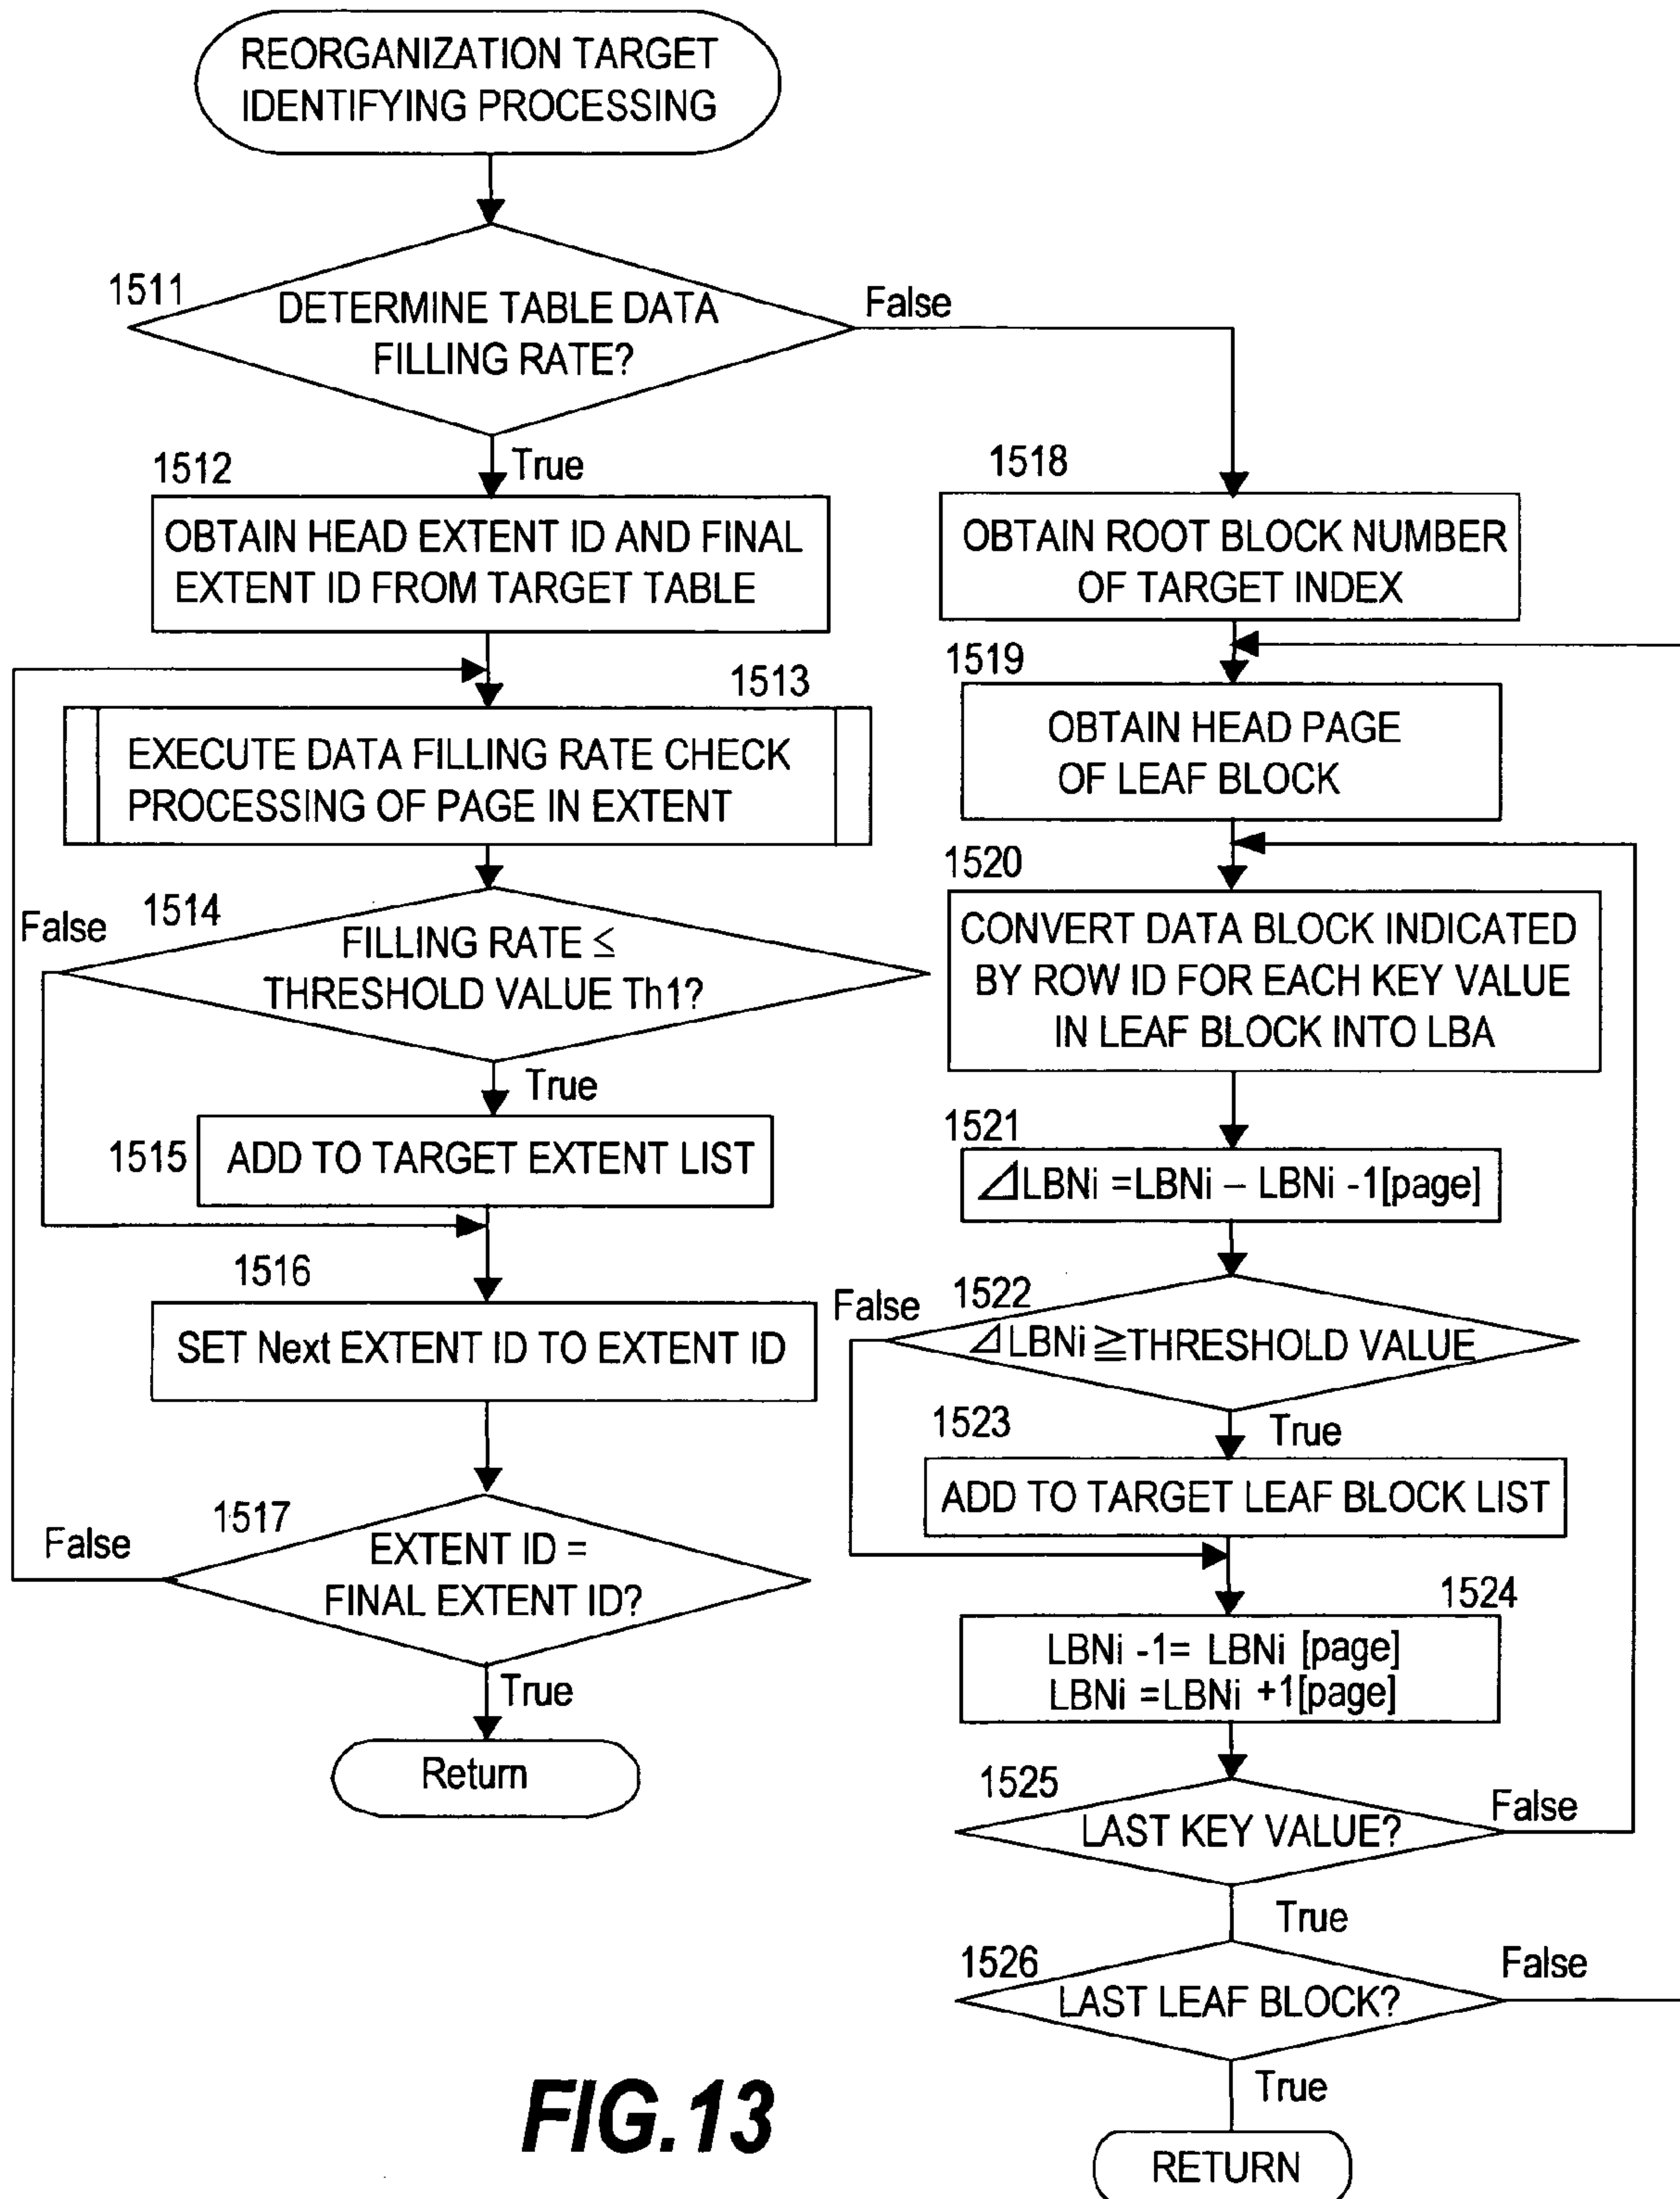 REORGANIZATION TARGET
IDENTIFYING PROCESSING
1511
DETERMINE TABLE DATA
FILLING RATE?
False
True
1512
OBTAIN HEAD EXTENT ID AND FINAL
EXTENT ID FROM TARGET TABLE
1513
EXECUTE DATA FILLING RATE CHECK
PROCESSING OF PAGE IN EXTENT
1514
False
FILLING RATE ≤
THRESHOLD VALUE Th1?
True
1515
ADD TO TARGET EXTENT LIST
1516
SET Next EXTENT ID TO EXTENT ID
1517
False
EXTENT ID =
FINAL EXTENT ID?
True
Return
1518
OBTAIN ROOT BLOCK NUMBER
OF TARGET INDEX
1519
OBTAIN HEAD PAGE
OF LEAF BLOCK
1520
CONVERT DATA BLOCK INDICATED
BY ROW ID FOR EACH KEY VALUE
IN LEAF BLOCK INTO LBA
1521
⊿LBNi =LBNi – LBNi -1[page]
1522
False
⊿LBNi ≧THRESHOLD VALUE
True
1523
ADD TO TARGET LEAF BLOCK LIST
1524
LBNi -1= LBNi [page]
LBNi =LBNi +1[page]
1525
LAST KEY VALUE?
False
True
1526
LAST LEAF BLOCK?
False
True
RETURN
FIG.13